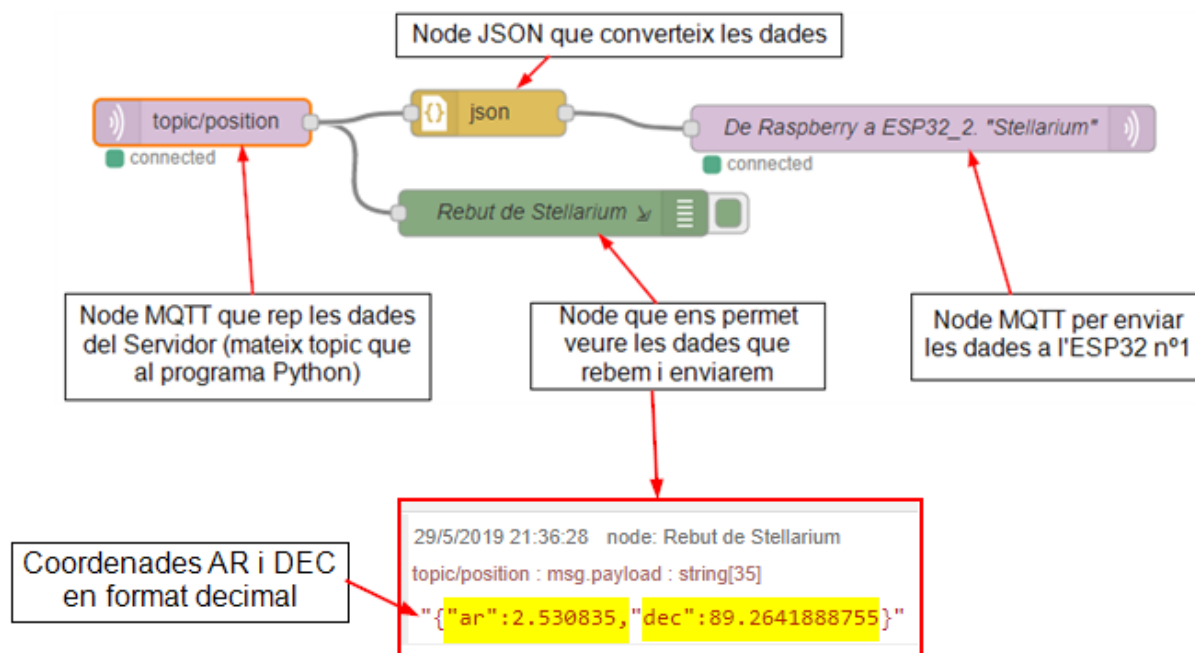 Node JSON que converteix les dades
topic/position
connected
{}
json
De Raspberry a ESP32_2. "Stellarium"
connected
Rebut de Stellarium
Node MQTT que rep les dades
del Servidor (mateix topic que
al programa Python)
Node que ens permet
veure les dades que
rebem i enviarem
Node MQTT per enviar
les dades a l'ESP32 nº1
29/5/2019 21:36:28 node: Rebut de Stellarium
topic/position : msg.payload : string[35]
"{"ar":2.530835,"dec":89.2641888755}"
Coordenades AR i DEC
en format decimal